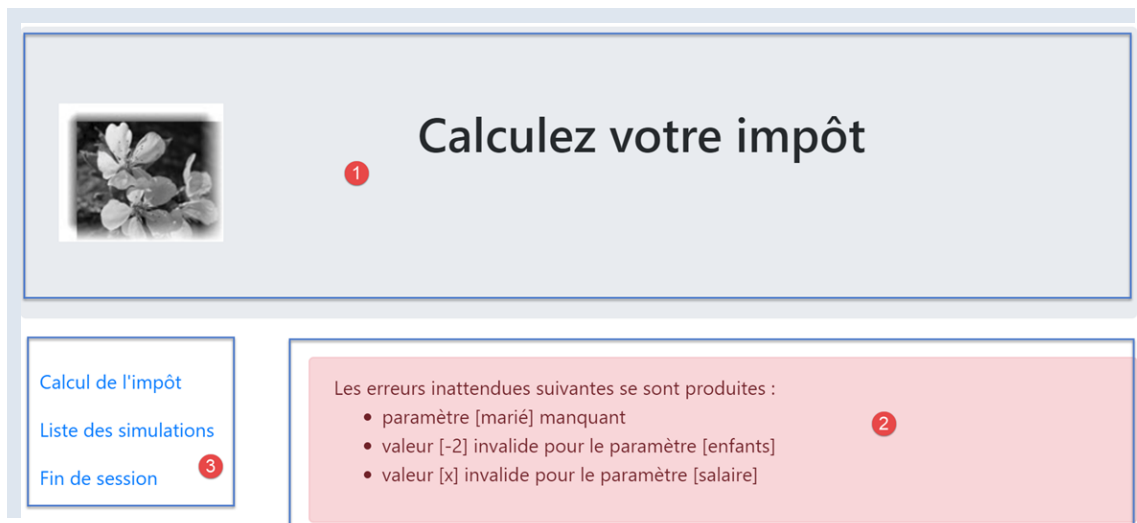 Calculez votre impôt
1
Calcul de l'impôt
Liste des simulations
Fin de session
3
Les erreurs inattendues suivantes se sont produites :
• paramètre [marié] manquant
• valeur [-2] invalide pour le paramètre [enfants]
• valeur [x] invalide pour le paramètre [salaire]
2